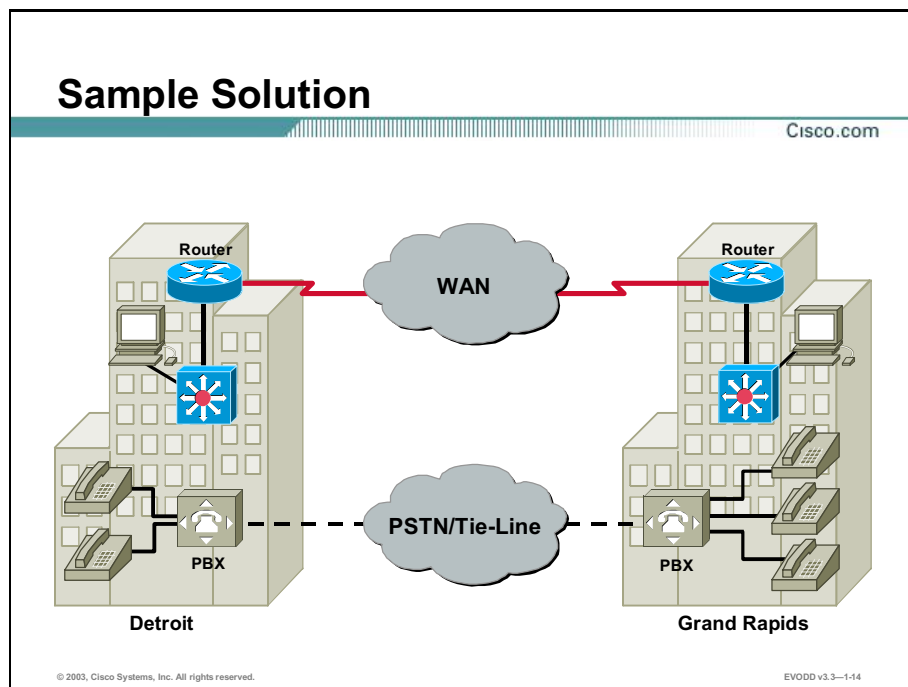 Sample Solution
Cisco.com
Router
Router
WAN
PSTN/Tie-Line
PBX
PBX
Detroit
Grand Rapids
© 2003, Cisco Systems, Inc. All rights reserved.
EVODD v3.3—1-14